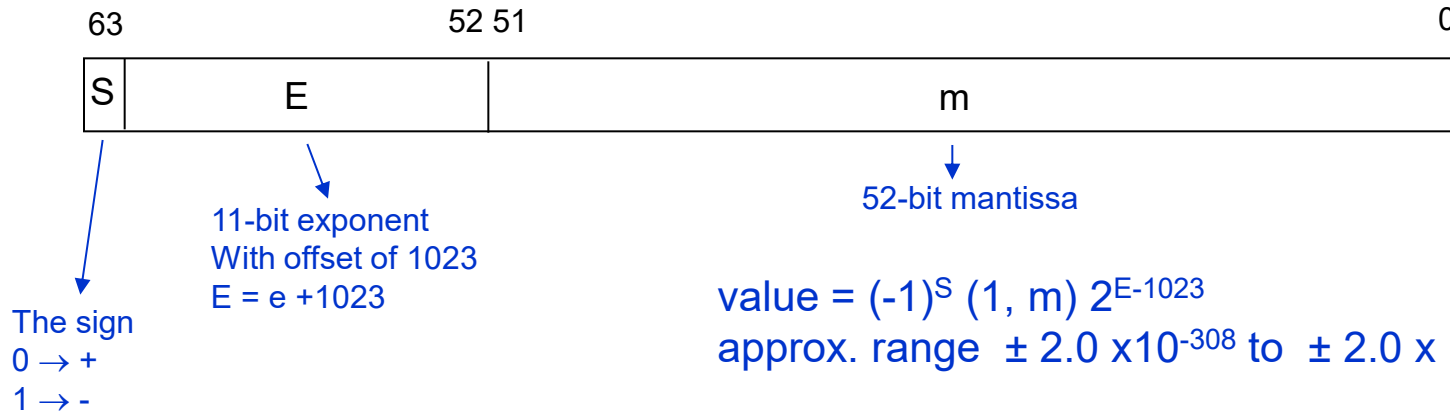 63 52 51 0
S E m
52-bit mantissa
11-bit exponent
With offset of 1023
E = e +1023
The sign
0 → +
1 → -
value = (-1)ˢ (1, m) 2ᴱ⁻¹⁰²³
approx. range ± 2.0 x10⁻³⁰⁸ to ± 2.0 x